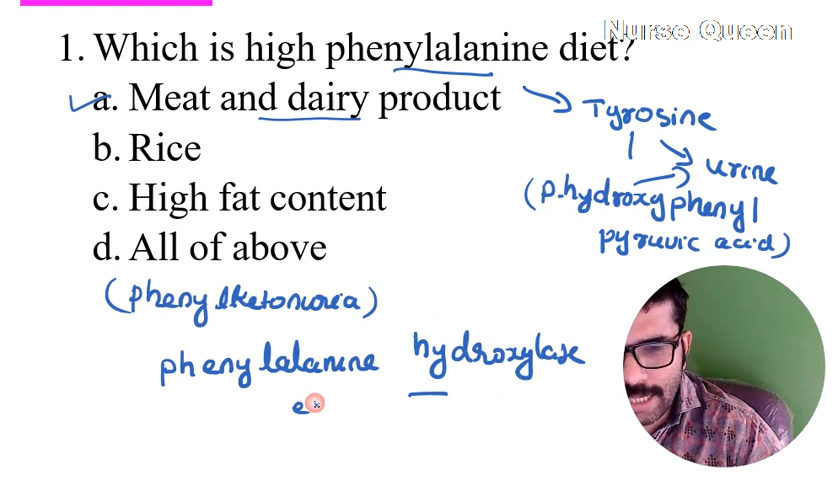 Nurse Queen
1. Which is high phenylalanine diet?
a. Meat and dairy product
b. Rice
c. High fat content
d. All of above
Tyrosine
urine
(p.hydroxyphenyl
pyruvic acid)
(phenylketonuria)
phenylalanine hydroxylase
e